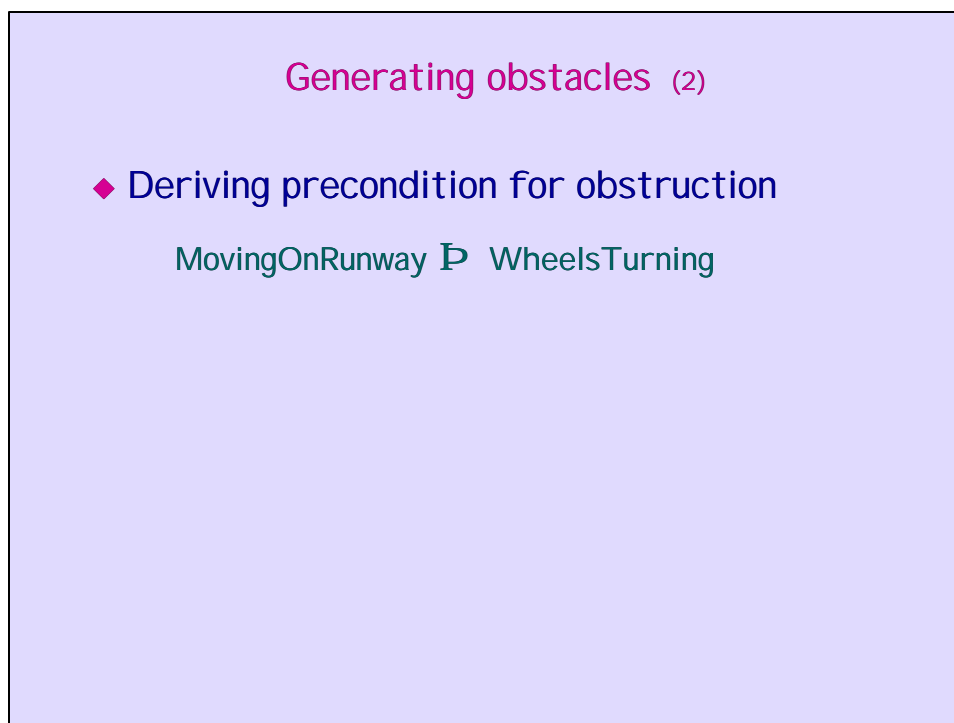 Generating obstacles (2)
◆ Deriving precondition for obstruction
MovingOnRunway Þ WheelsTurning